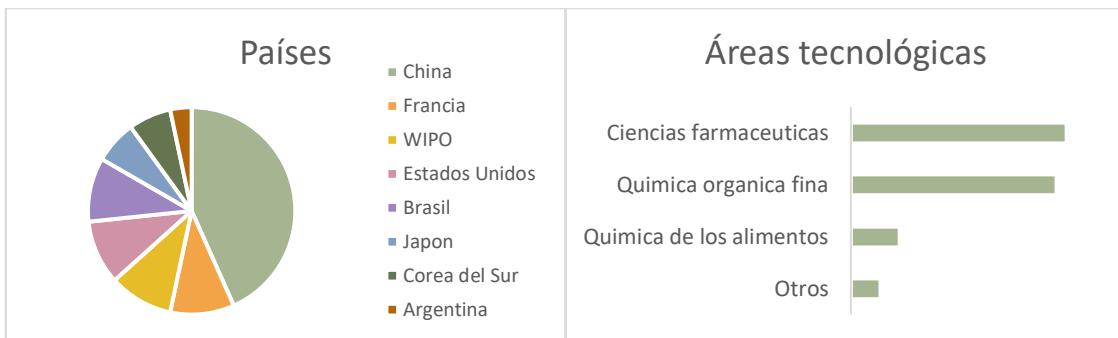 Países
China
Francia
WIPO
Estados Unidos
Brasil
Japon
Corea del Sur
Argentina
Áreas tecnológicas
Ciencias farmaceuticas
Quimica organica fina
Quimica de los alimentos
Otros